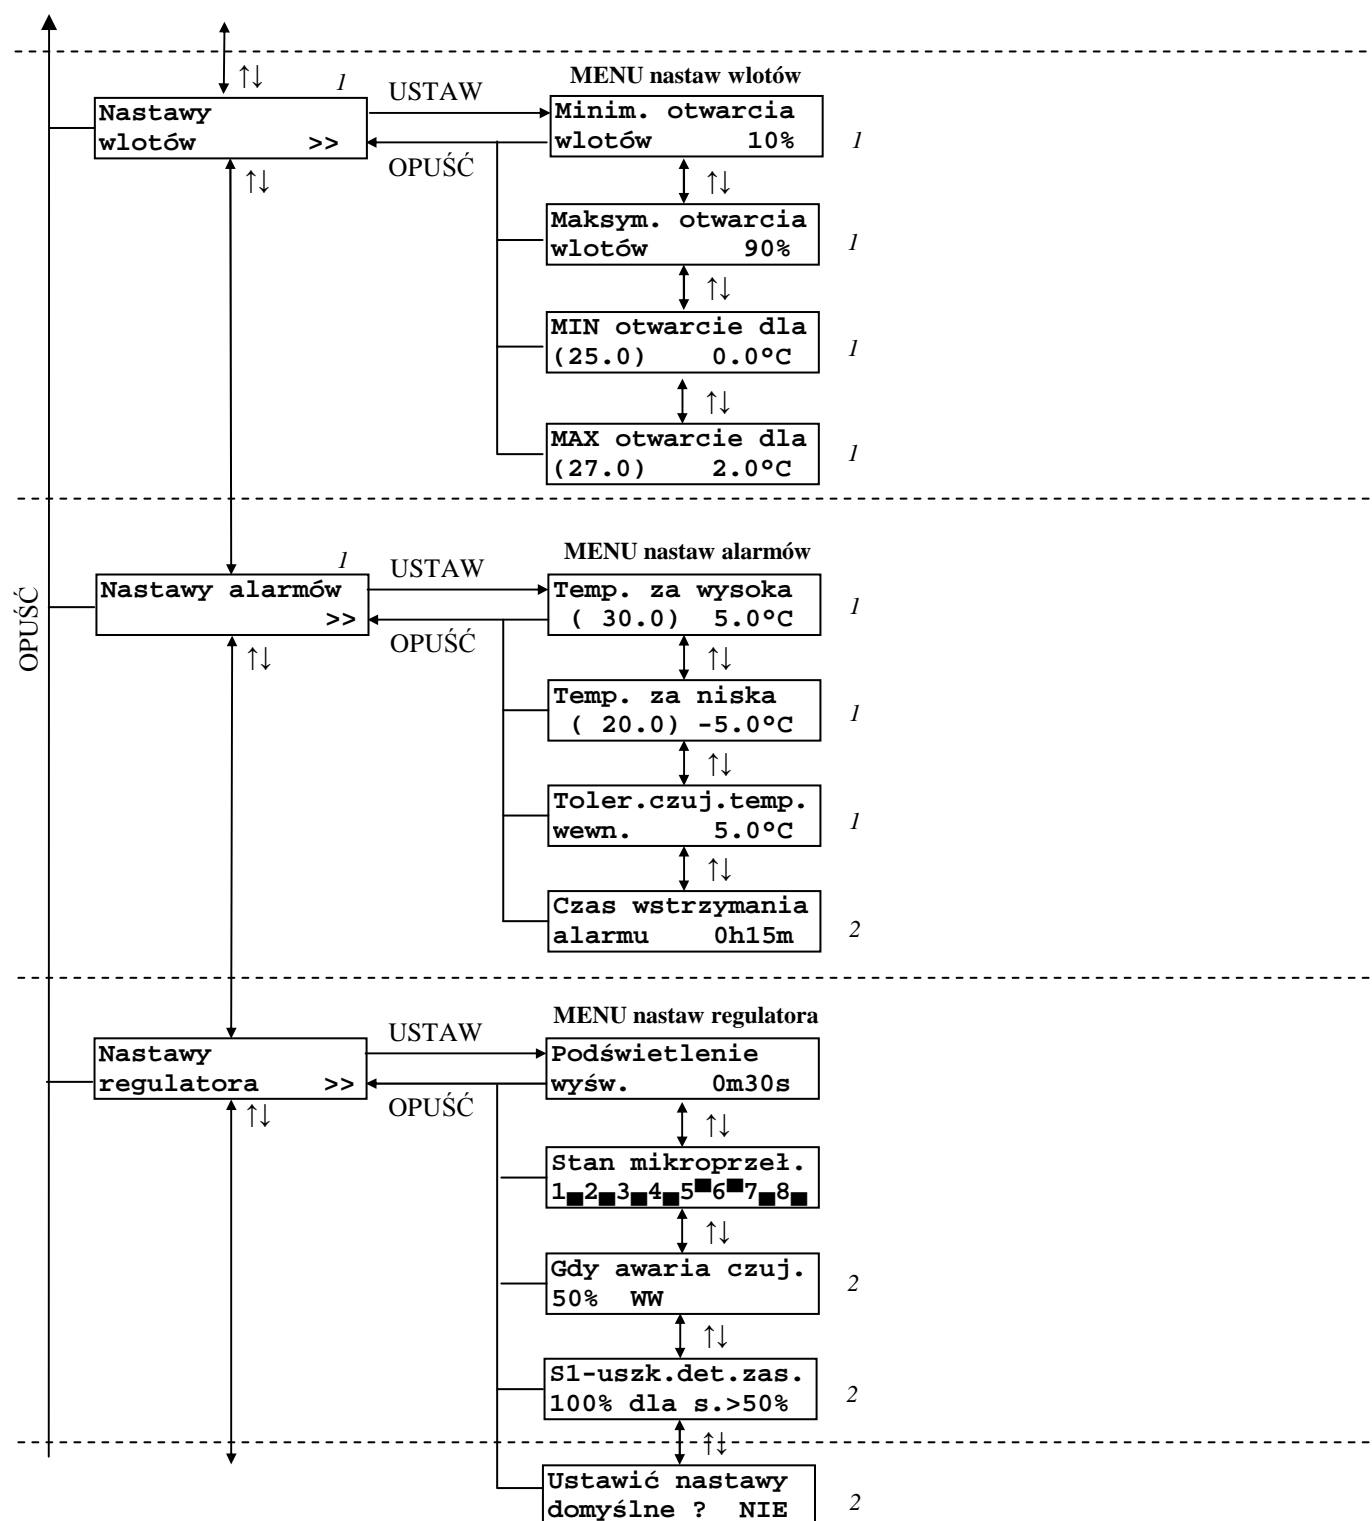 MENU nastaw wlotów
↑↓ 1 USTAW
Nastawy
wlotów >>
OPUŚĆ
↑↓
Minim. otwarcia
wlotów 10% 1
↑↓
Maksym. otwarcia
wlotów 90% 1
↑↓
MIN otwarcie dla
(25.0) 0.0°C 1
↑↓
MAX otwarcie dla
(27.0) 2.0°C 1
OPUŚĆ
MENU nastaw alarmów
1 USTAW
Nastawy alarmów
>>
OPUŚĆ
↑↓
Temp. za wysoka
( 30.0) 5.0°C 1
↑↓
Temp. za niska
( 20.0) -5.0°C 1
↑↓
Toler.czuj.temp.
wewn. 5.0°C 1
↑↓
Czas wstrzymania
alarmu 0h15m 2
MENU nastaw regulatora
USTAW
Nastawy
regulatora >>
OPUŚĆ
↑↓
Podświetlenie
wyśw. 0m30s
↑↓
Stan mikroprzeł.
1▄2▄3▄4▄5▀6▀7▄8▄
↑↓
Gdy awaria czuj.
50% WW 2
↑↓
S1-uszk.det.zas.
100% dla s.>50% 2
↑↓
Ustawić nastawy
domyślne ? NIE 2